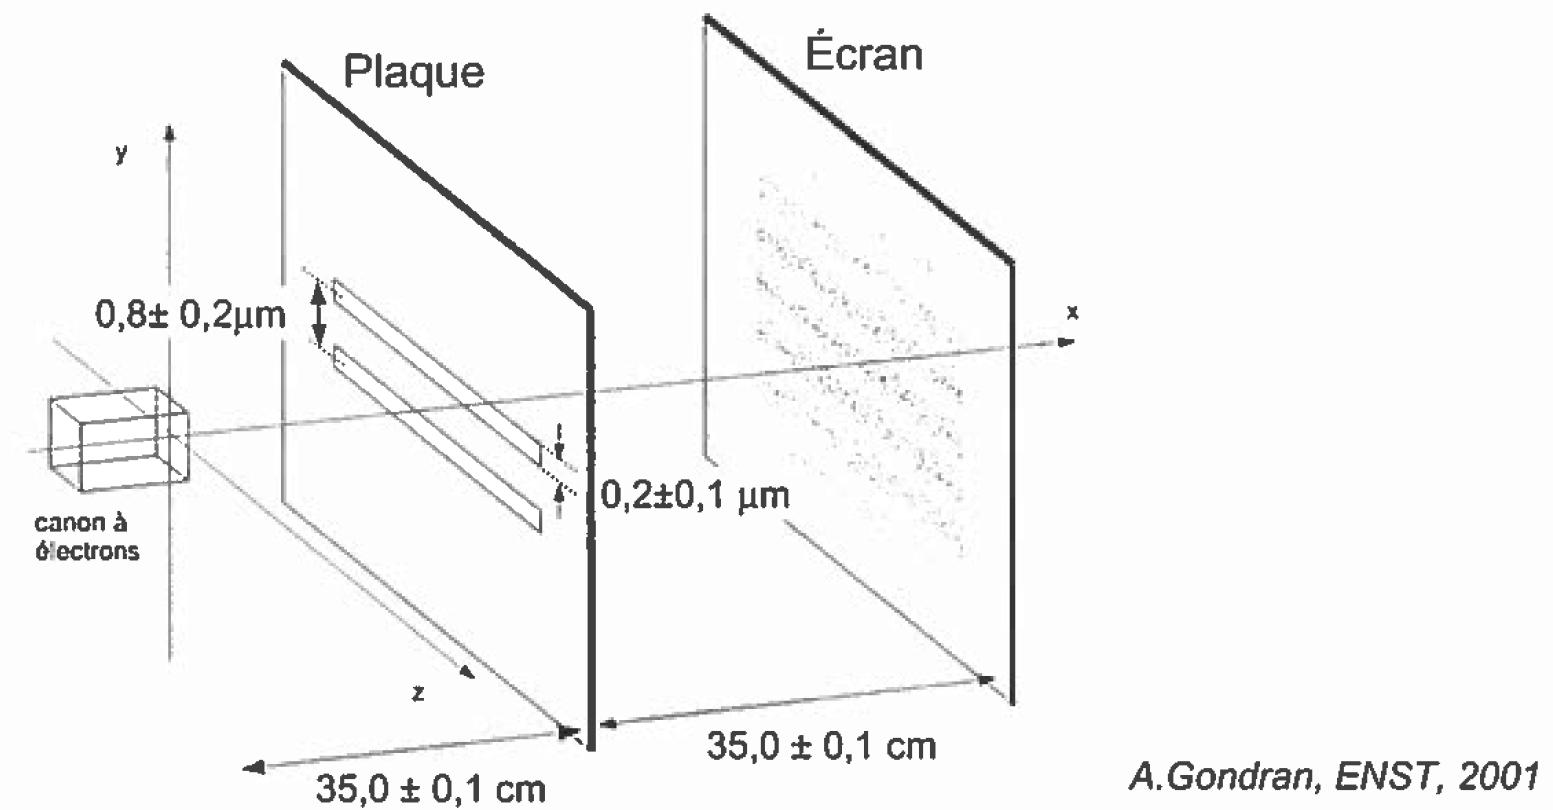 Plaque
Écran
y
0,8± 0,2µm
x
0,2±0,1 µm
canon à
électrons
z
35,0 ± 0,1 cm
35,0 ± 0,1 cm
A.Gondran, ENST, 2001